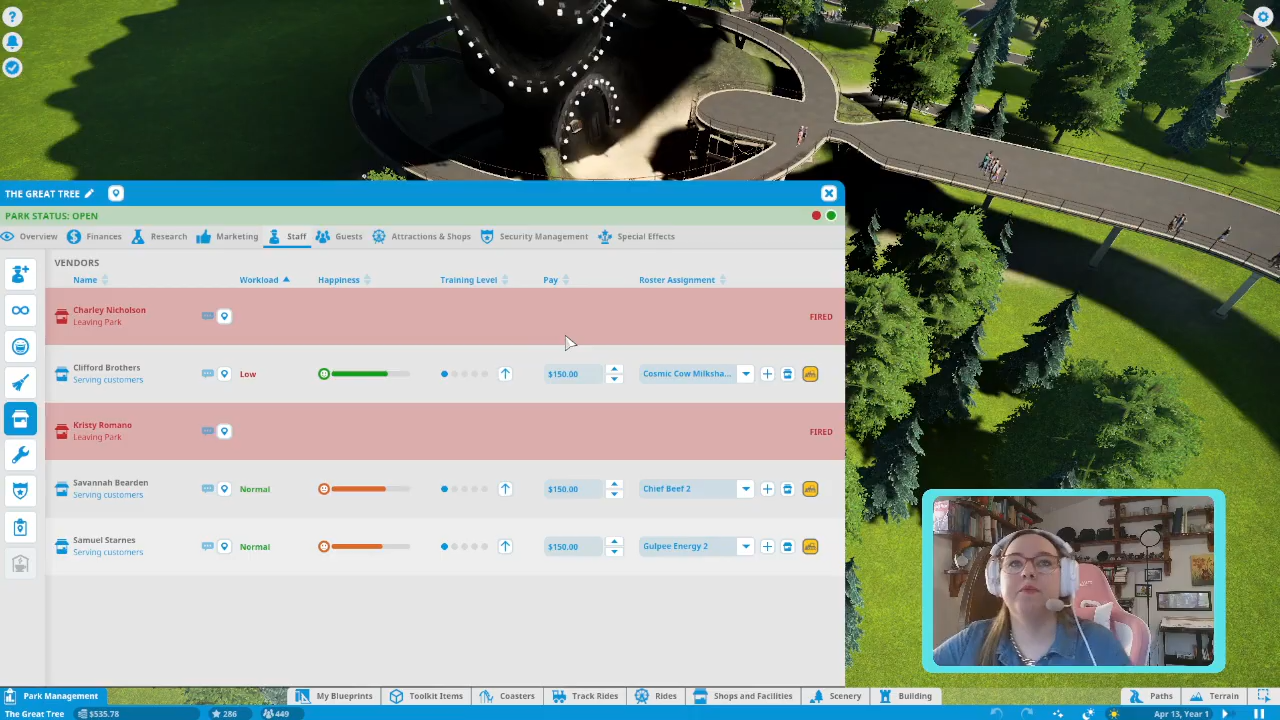 THE GREAT TREE
PARK STATUS: OPEN
Overview Finances Research Marketing Staff Guests Attractions & Shops Security Management Special Effects
VENDORS
Name Workload Happiness Training Level Pay Roster Assignment
Charley Nicholson
Leaving Park
FIRED
Clifford Brothers
Serving customers
Low $150.00 Cosmic Cow Milksha...
Kristy Romano
Leaving Park
FIRED
Savannah Bearden
Serving customers
Normal $150.00 Chief Beef 2
Samuel Starnes
Serving customers
Normal $150.00 Gulpee Energy 2
Park Management My Blueprints Toolkit Items Coasters Track Rides Rides Shops and Facilities Scenery Building Paths Terrain
The Great Tree $535.78 286 449 Apr 13, Year 1